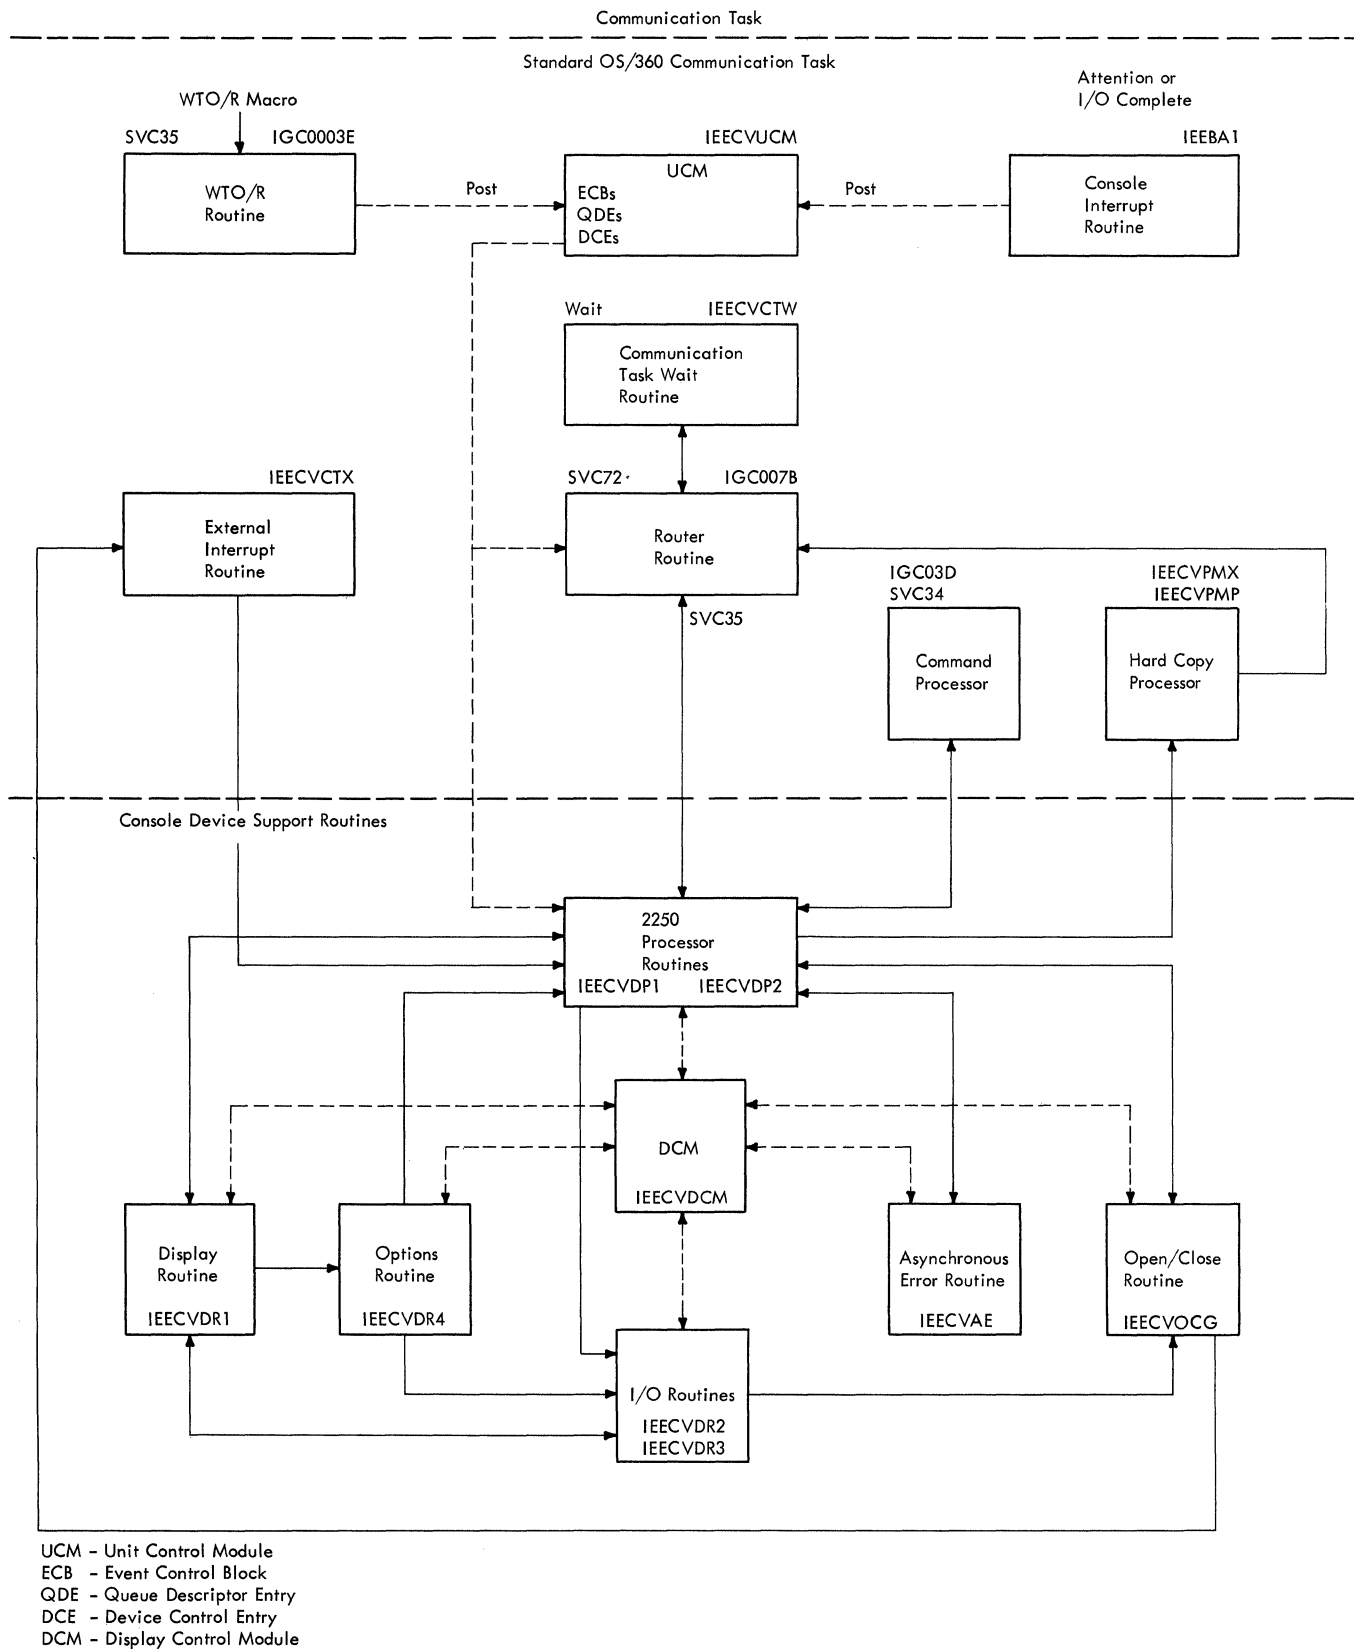 Communication Task
Standard OS/360 Communication Task
Attention or
I/O Complete
WTO/R Macro
SVC35 IGC0003E
WTO/R
Routine
Post
IEECVUCM
UCM
ECBs
QDEs
DCEs
Post
IEEBA1
Console
Interrupt
Routine
Wait IEECVCTW
Communication
Task Wait
Routine
IEECVCTX
External
Interrupt
Routine
SVC72 IGC007B
Router
Routine
SVC35
IGC03D
SVC34
Command
Processor
IEECVPMX
IEECVPMP
Hard Copy
Processor
Console Device Support Routines
2250
Processor
Routines
IEECVDP1 IEECVDP2
DCM
IEECVDCM
Display
Routine
IEECVDR1
Options
Routine
IEECVDR4
Asynchronous
Error Routine
IEECVAE
Open/Close
Routine
IEECVOCG
I/O Routines
IEECVDR2
IEECVDR3
UCM - Unit Control Module
ECB - Event Control Block
QDE - Queue Descriptor Entry
DCE - Device Control Entry
DCM - Display Control Module